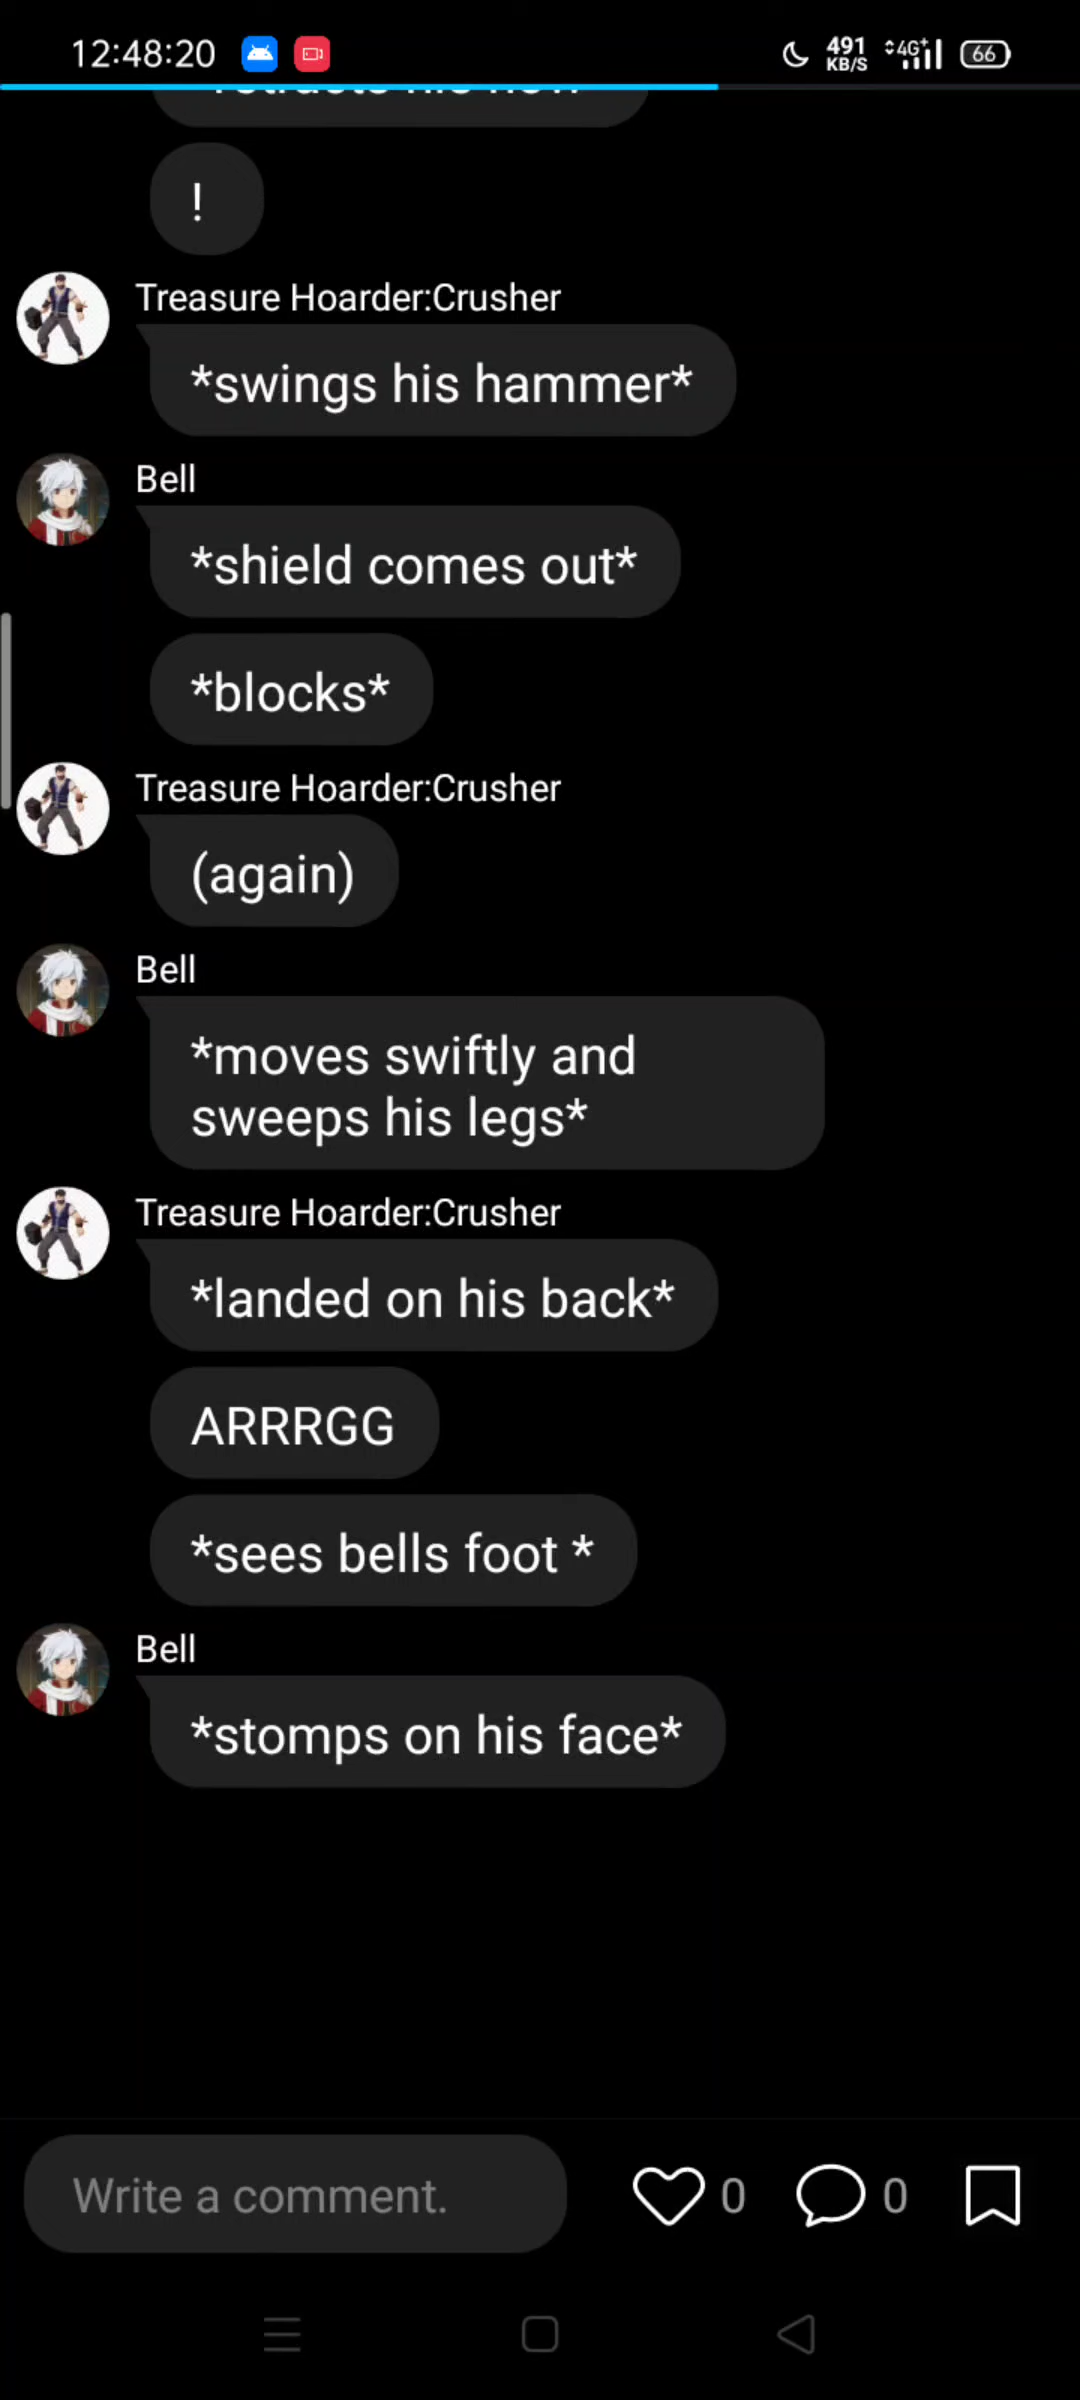 12:48:20
491
KB/S
4G+
66
!
Treasure Hoarder:Crusher
*swings his hammer*
Bell
*shield comes out*
*blocks*
Treasure Hoarder:Crusher
(again)
Bell
*moves swiftly and
sweeps his legs*
Treasure Hoarder:Crusher
*landed on his back*
ARRRGG
*sees bells foot *
Bell
*stomps on his face*
Write a comment.
0
0